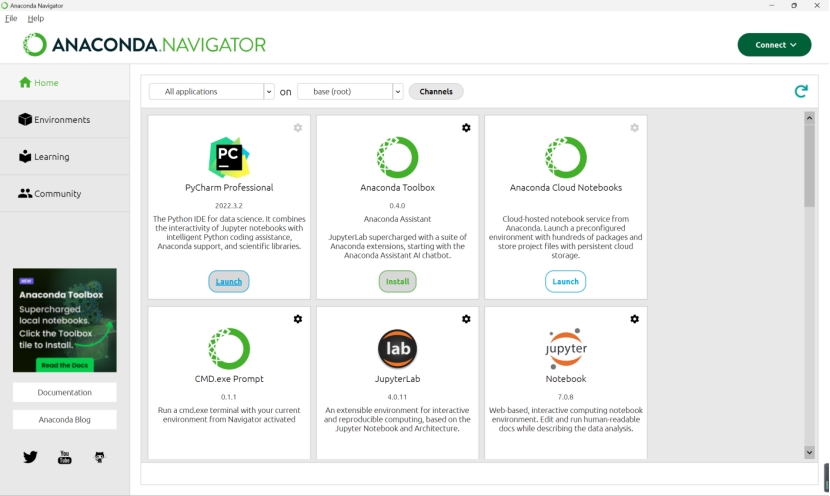 Anaconda Navigator
File Help
ANACONDA.NAVIGATOR
Connect
Home
Environments
Learning
Community
All applications
on
base (root)
Channels
PC
PyCharm Professional
2022.3.2
The Python IDE for data science. It combines
the interactivity of Jupyter notebooks with
intelligent Python coding assistance,
Anaconda support, and scientific libraries.
Launch
Anaconda Toolbox
0.4.0
Anaconda Assistant
JupyterLab supercharged with a suite of
Anaconda extensions, starting with the
Anaconda Assistant AI chatbot.
Install
Anaconda Cloud Notebooks
Cloud-hosted notebook service from
Anaconda. Launch a preconfigured
environment with hundreds of packages and
store project files with persistent cloud
storage.
Launch
CMD.exe Prompt
0.1.1
Run a cmd.exe terminal with your current
environment from Navigator activated
lab
JupyterLab
4.0.11
An extensible environment for interactive
and reproducible computing, based on the
Jupyter Notebook and Architecture.
jupyter
Notebook
7.0.8
Web-based, interactive computing notebook
environment. Edit and run human-readable
docs while describing the data analysis.
NEW
Anaconda Toolbox
Supercharged
local notebooks.
Click the Toolbox
tile to Install.
Read the Docs
Documentation
Anaconda Blog
You
Tube